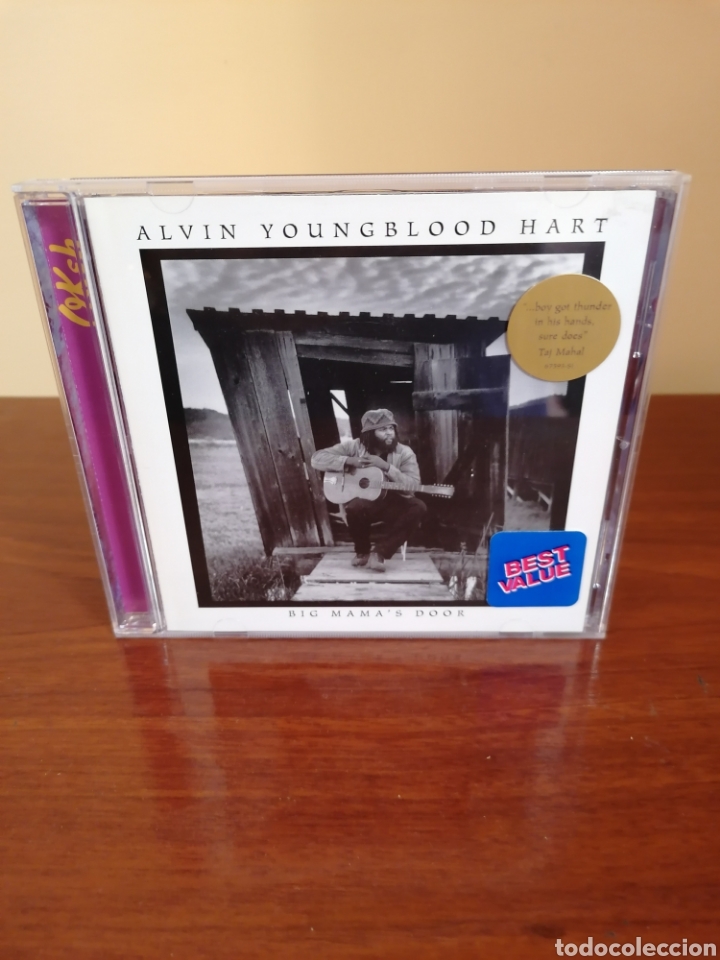 OKeh
ALVIN YOUNGBLOOD HART
"...boy got thunder
in his hands,
sure does"
Taj Mahal
BEST
VALUE
BIG MAMA'S DOOR
todocoleccion